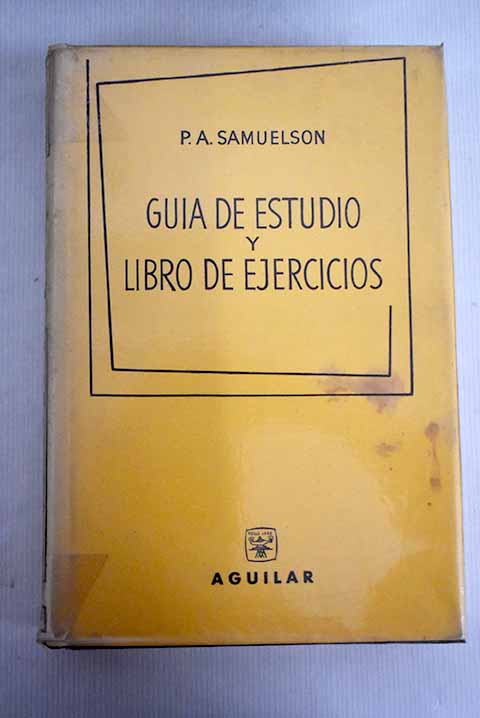 P. A. SAMUELSON
GUIA DE ESTUDIO
Y
LIBRO DE EJERCICIOS
AGUILAR